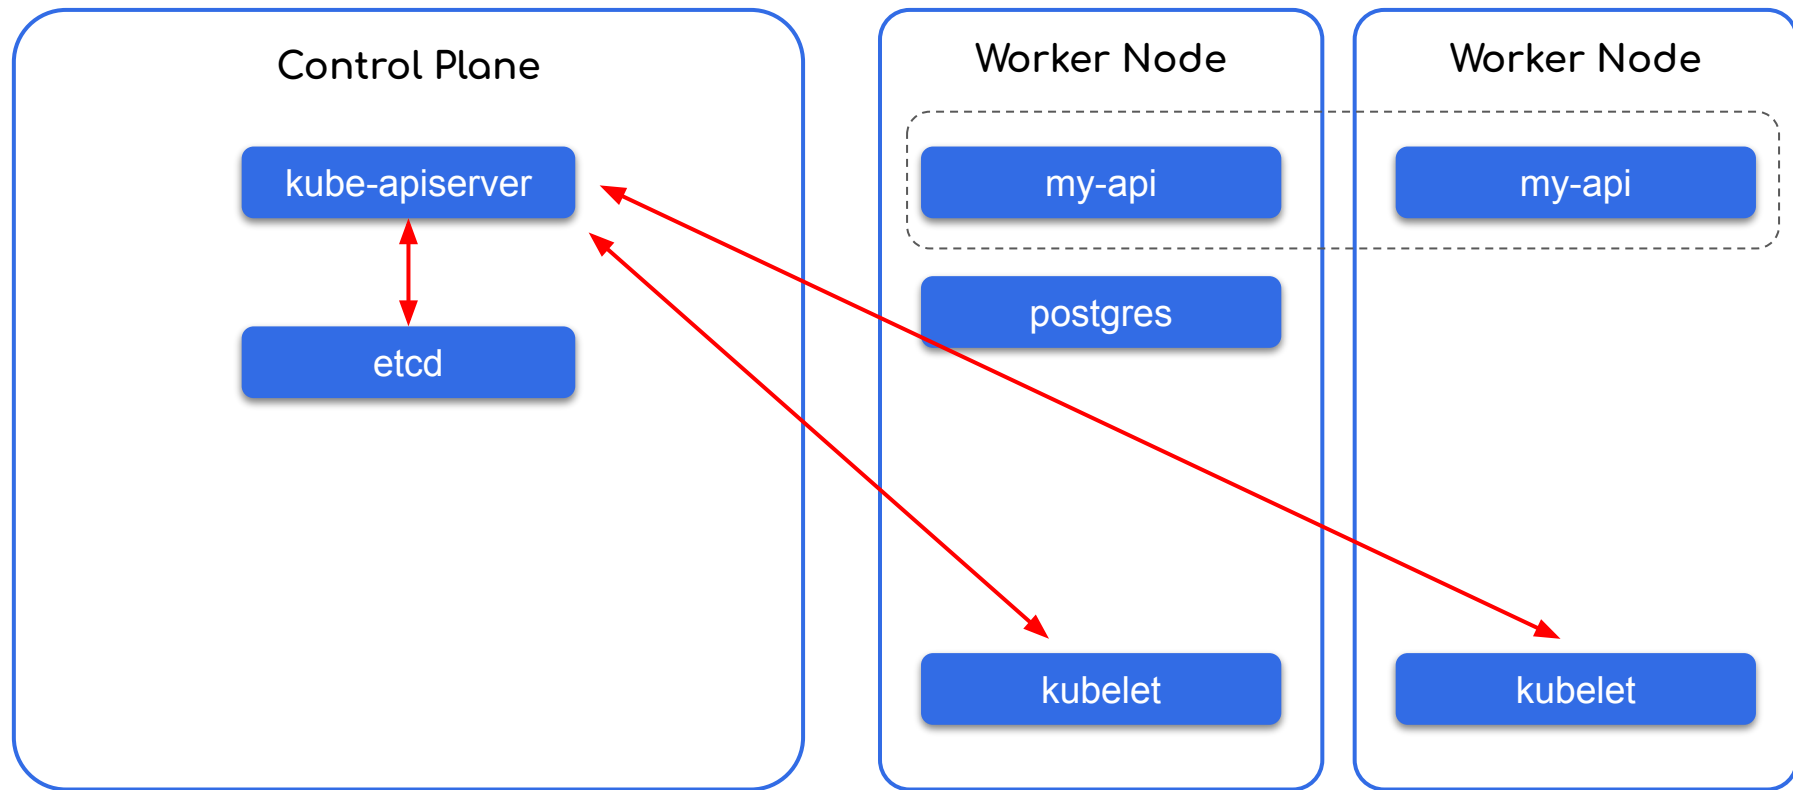 Control Plane
kube-apiserver
etcd
Worker Node
my-api
postgres
kubelet
Worker Node
my-api
kubelet